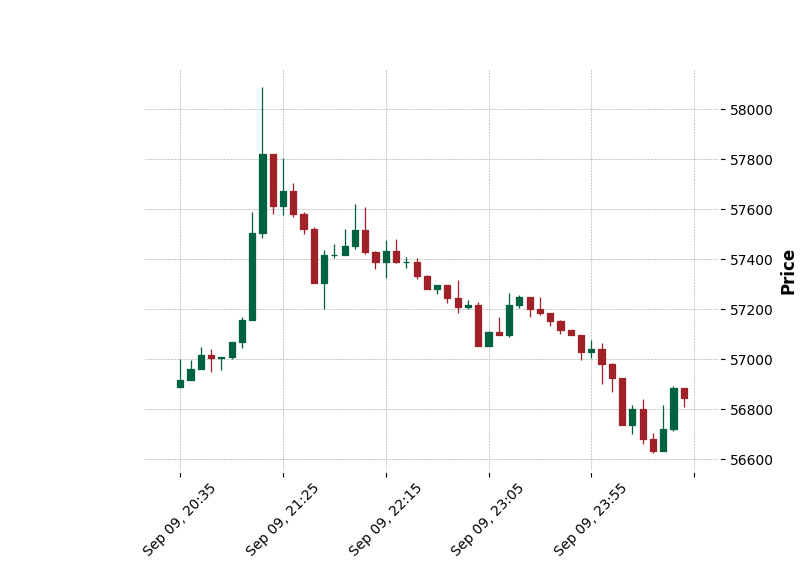 58000
57800
57600
57400
57200
57000
56800
56600
Price
Sep 09, 20:35
Sep 09, 21:25
Sep 09, 22:15
Sep 09, 23:05
Sep 09, 23:55